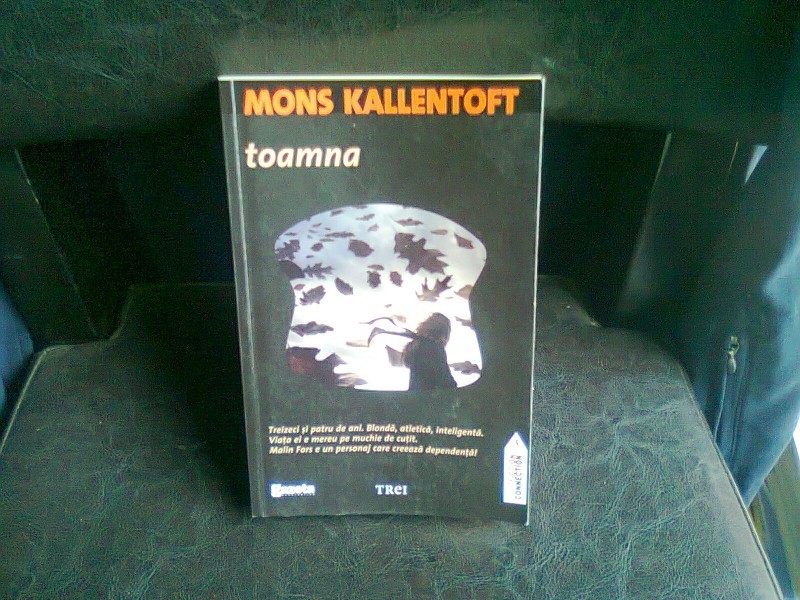 MONS KALLENTOFT
toamna
Treizeci și patru de ani. Blondă, atletică, inteligentă.
Viața ei e mereu pe muchie de cuțit.
Malin Fors e un personaj care creează dependență!
TREI
CONNECTION